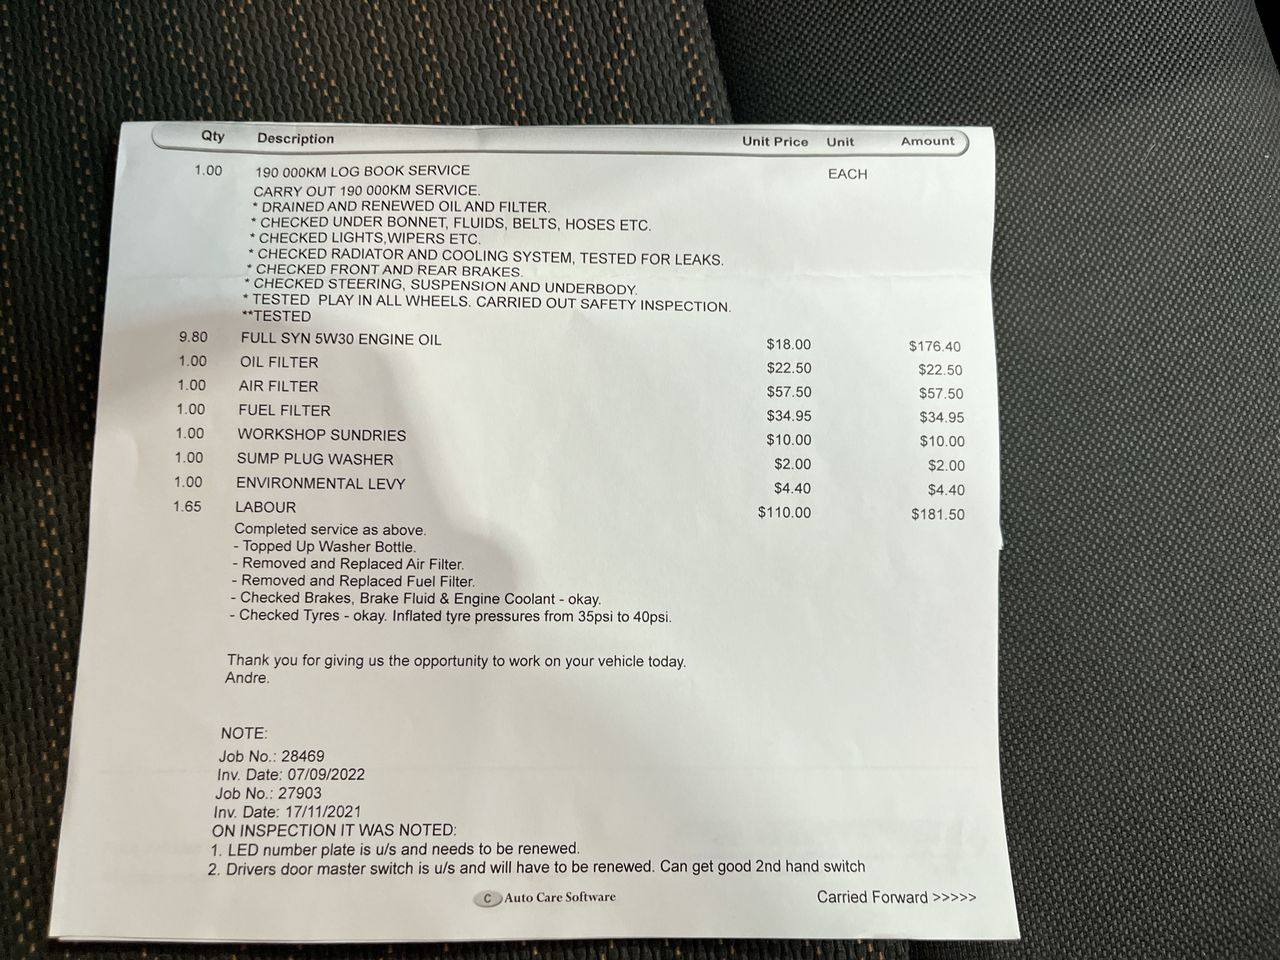 Qty Description Unit Price Unit Amount
1.00 190 000KM LOG BOOK SERVICE EACH
CARRY OUT 190 000KM SERVICE.
* DRAINED AND RENEWED OIL AND FILTER.
* CHECKED UNDER BONNET, FLUIDS, BELTS, HOSES ETC.
* CHECKED LIGHTS,WIPERS ETC.
* CHECKED RADIATOR AND COOLING SYSTEM, TESTED FOR LEAKS.
* CHECKED FRONT AND REAR BRAKES.
* CHECKED STEERING, SUSPENSION AND UNDERBODY.
* TESTED PLAY IN ALL WHEELS. CARRIED OUT SAFETY INSPECTION.
**TESTED
9.80 FULL SYN 5W30 ENGINE OIL $18.00 $176.40
1.00 OIL FILTER $22.50 $22.50
1.00 AIR FILTER $57.50 $57.50
1.00 FUEL FILTER $34.95 $34.95
1.00 WORKSHOP SUNDRIES $10.00 $10.00
1.00 SUMP PLUG WASHER $2.00 $2.00
1.00 ENVIRONMENTAL LEVY $4.40 $4.40
1.65 LABOUR $110.00 $181.50
Completed service as above.
- Topped Up Washer Bottle.
- Removed and Replaced Air Filter.
- Removed and Replaced Fuel Filter.
- Checked Brakes, Brake Fluid & Engine Coolant - okay.
- Checked Tyres - okay. Inflated tyre pressures from 35psi to 40psi.
Thank you for giving us the opportunity to work on your vehicle today.
Andre.
NOTE:
Job No.: 28469
Inv. Date: 07/09/2022
Job No.: 27903
Inv. Date: 17/11/2021
ON INSPECTION IT WAS NOTED:
1. LED number plate is u/s and needs to be renewed.
2. Drivers door master switch is u/s and will have to be renewed. Can get good 2nd hand switch
C Auto Care Software Carried Forward >>>>>